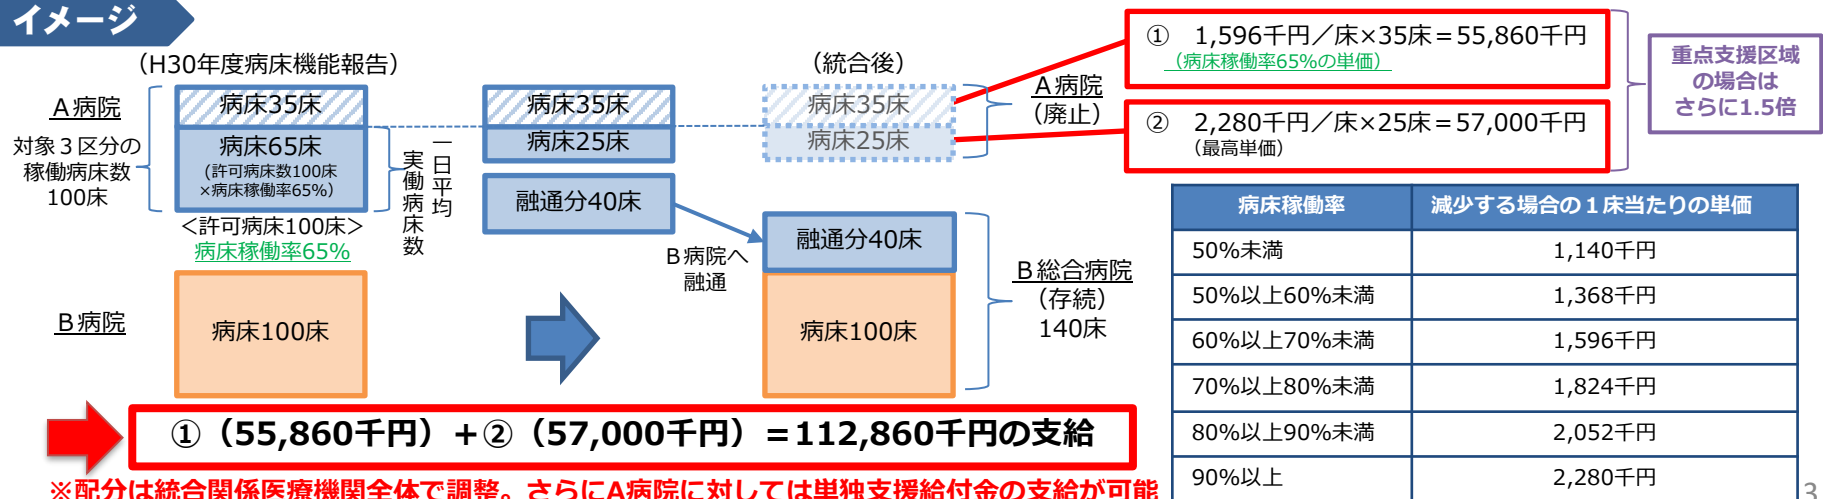 イメージ
（H30年度病床機能報告）
A病院
対象３区分の
稼働病床数
100床
病床35床
病床65床
(許可病床数100床
×病床稼働率65%)
一日平均
実働病床数
＜許可病床100床＞
病床稼働率65%
B病院
病床100床
病床35床
病床25床
融通分40床
B病院へ
融通
（統合後）
病床35床
病床25床
A病院
（廃止）
融通分40床
病床100床
B総合病院
（存続）
140床
①　1,596千円／床×35床＝55,860千円
（病床稼働率65%の単価）
②　2,280千円／床×25床＝57,000千円
（最高単価）
重点支援区域
の場合は
さらに1.5倍
病床稼働率　減少する場合の１床当たりの単価
50%未満　1,140千円
50%以上60%未満　1,368千円
60%以上70%未満　1,596千円
70%以上80%未満　1,824千円
80%以上90%未満　2,052千円
90%以上　2,280千円
①（55,860千円）＋②（57,000千円）＝112,860千円の支給
※配分は統合関係医療機関全体で調整。さらにA病院に対しては単独支援給付金の支給が可能
3